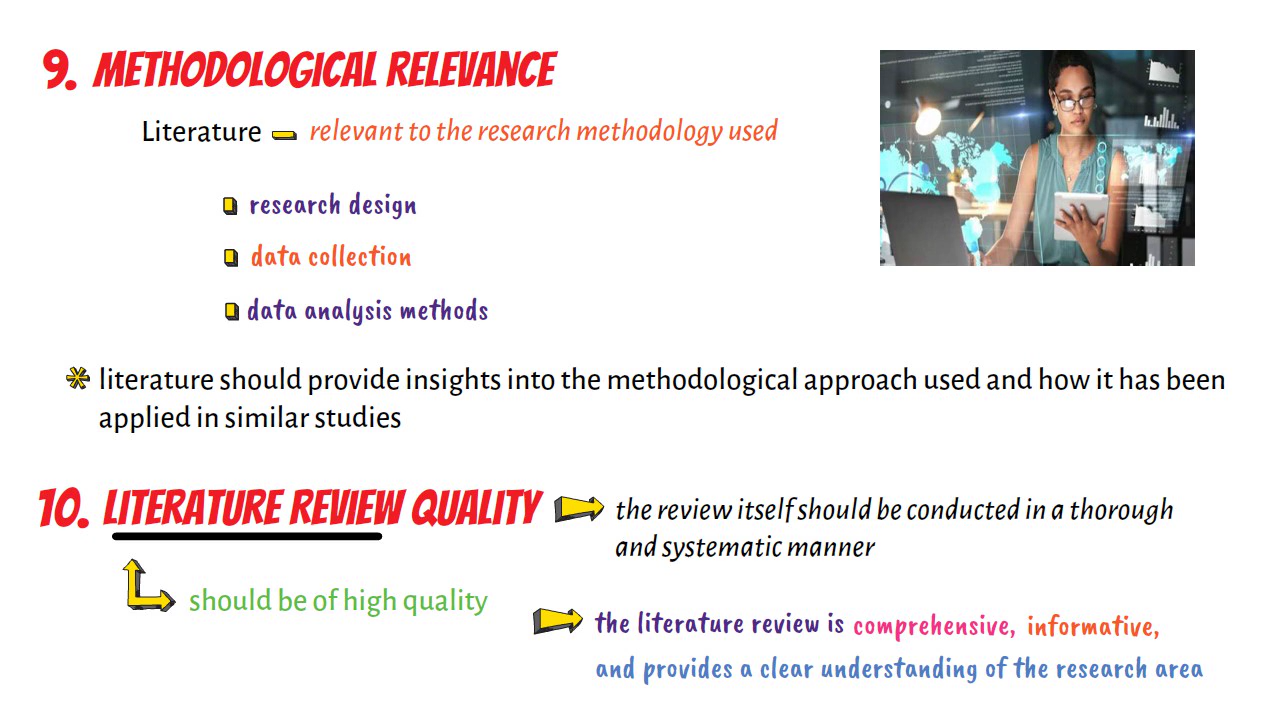 9. METHODOLOGICAL RELEVANCE
Literature relevant to the research methodology used
research design
data collection
data analysis methods
literature should provide insights into the methodological approach used and how it has been
applied in similar studies
10. LITERATURE REVIEW QUALITY
the review itself should be conducted in a thorough
and systematic manner
should be of high quality
the literature review is comprehensive, informative,
and provides a clear understanding of the research area